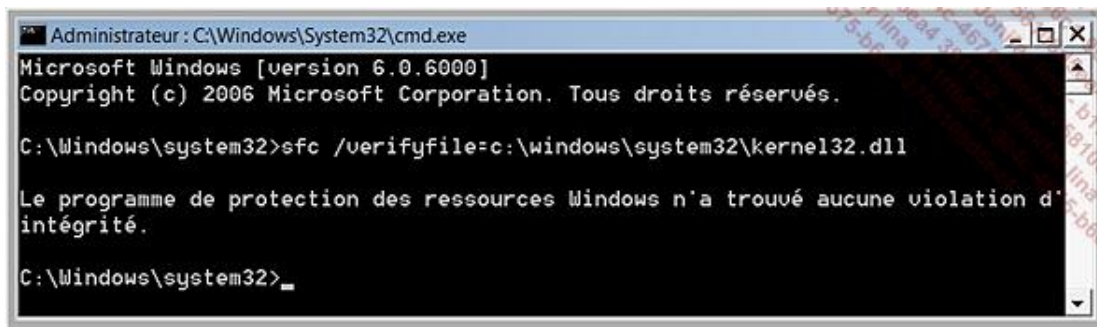 Administrateur : C:\Windows\System32\cmd.exe
Microsoft Windows [version 6.0.6000]
Copyright (c) 2006 Microsoft Corporation. Tous droits réservés.
C:\Windows\system32>sfc /verifyfile=c:\windows\system32\kernel32.dll
Le programme de protection des ressources Windows n'a trouvé aucune violation d'
intégrité.
C:\Windows\system32>_